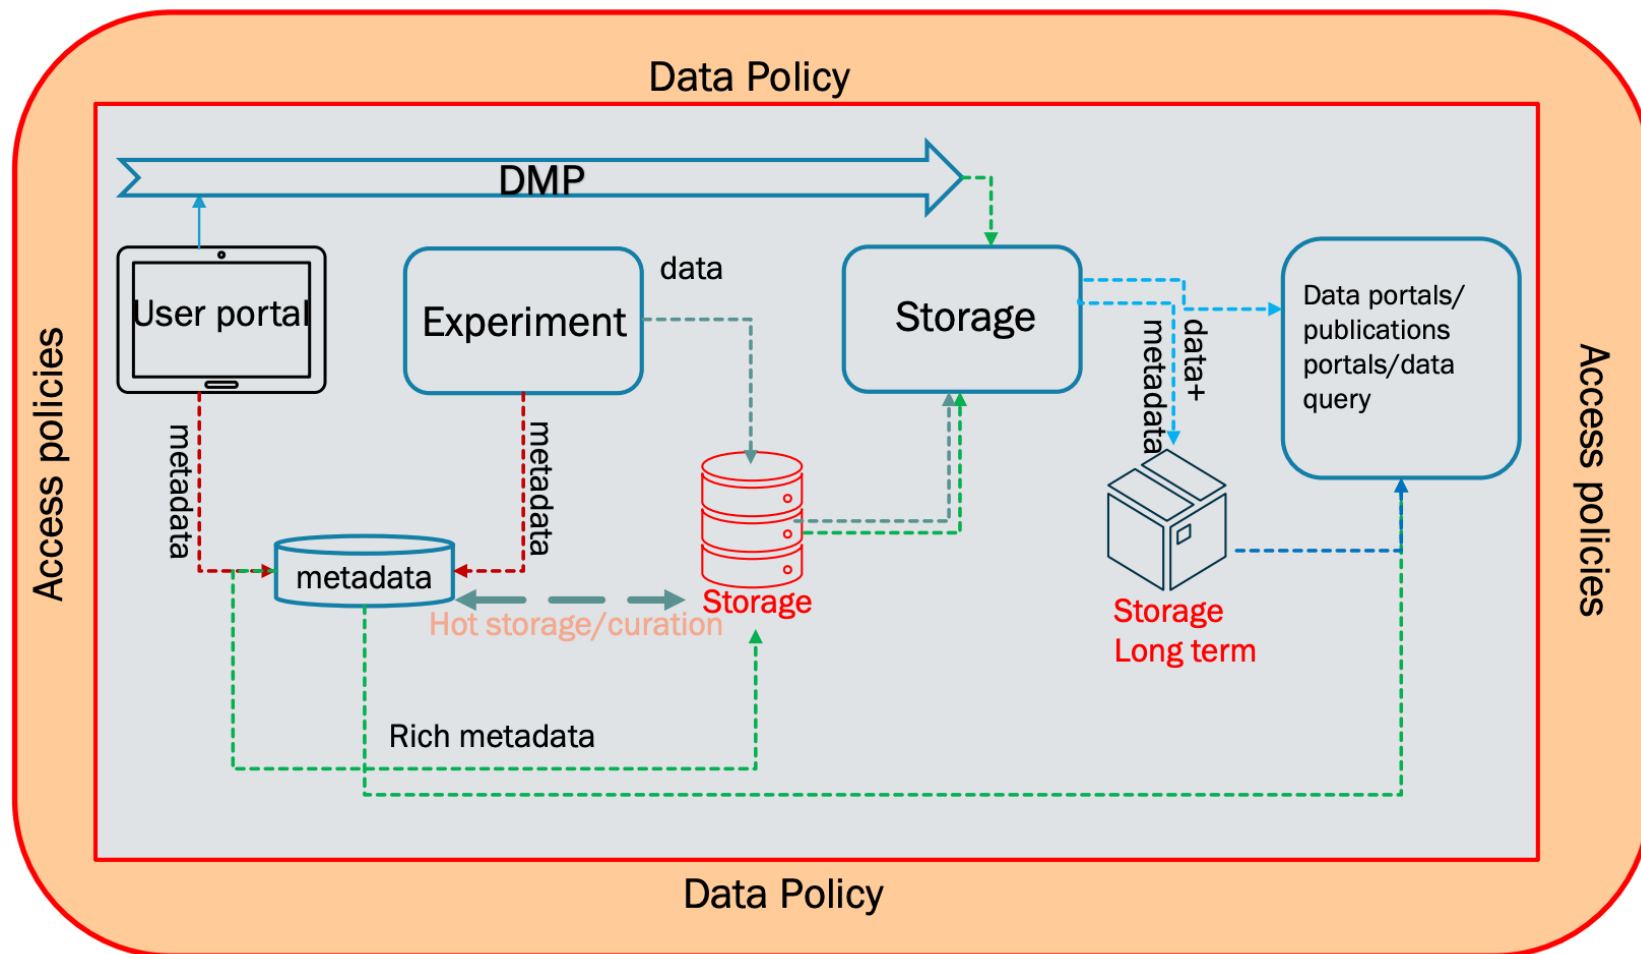 Data Policy
DMP
User portal
Experiment
data
Storage
Data portals/
publications
portals/data
query
data+
metadata
metadata
metadata
metadata
Hot storage/curation
Storage
Storage
Long term
Rich metadata
Access policies
Access policies
Data Policy